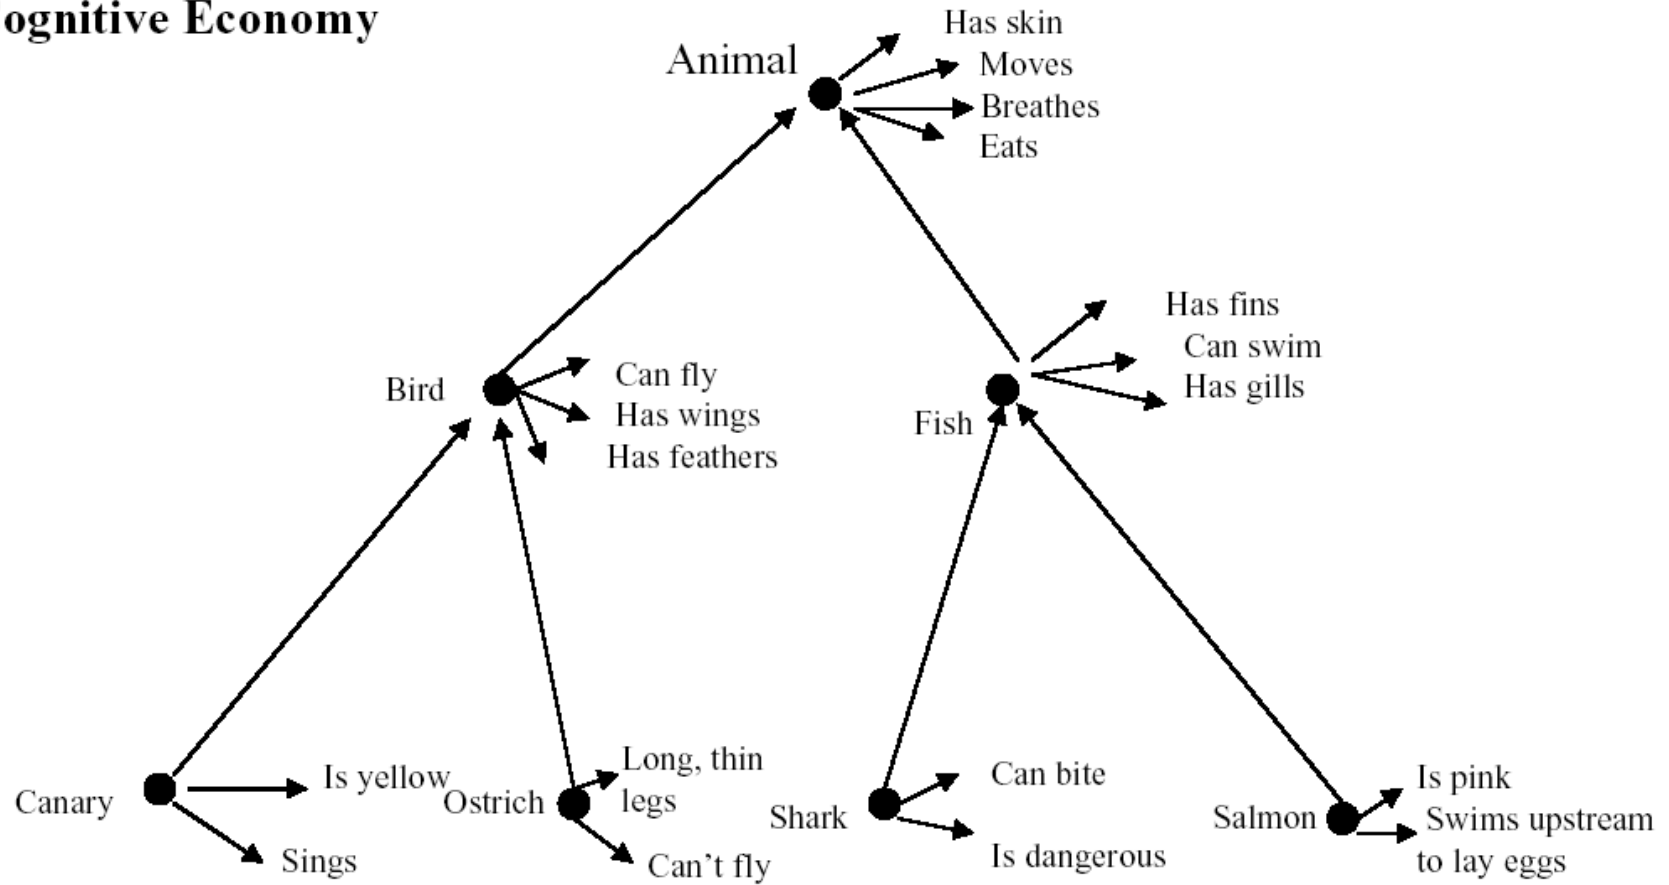 ognitive Economy
Animal
Has skin
Moves
Breathes
Eats
Bird
Can fly
Has wings
Has feathers
Fish
Has fins
Can swim
Has gills
Canary
Is yellow
Sings
Ostrich
Long, thin
legs
Can't fly
Shark
Can bite
Is dangerous
Salmon
Is pink
Swims upstream
to lay eggs